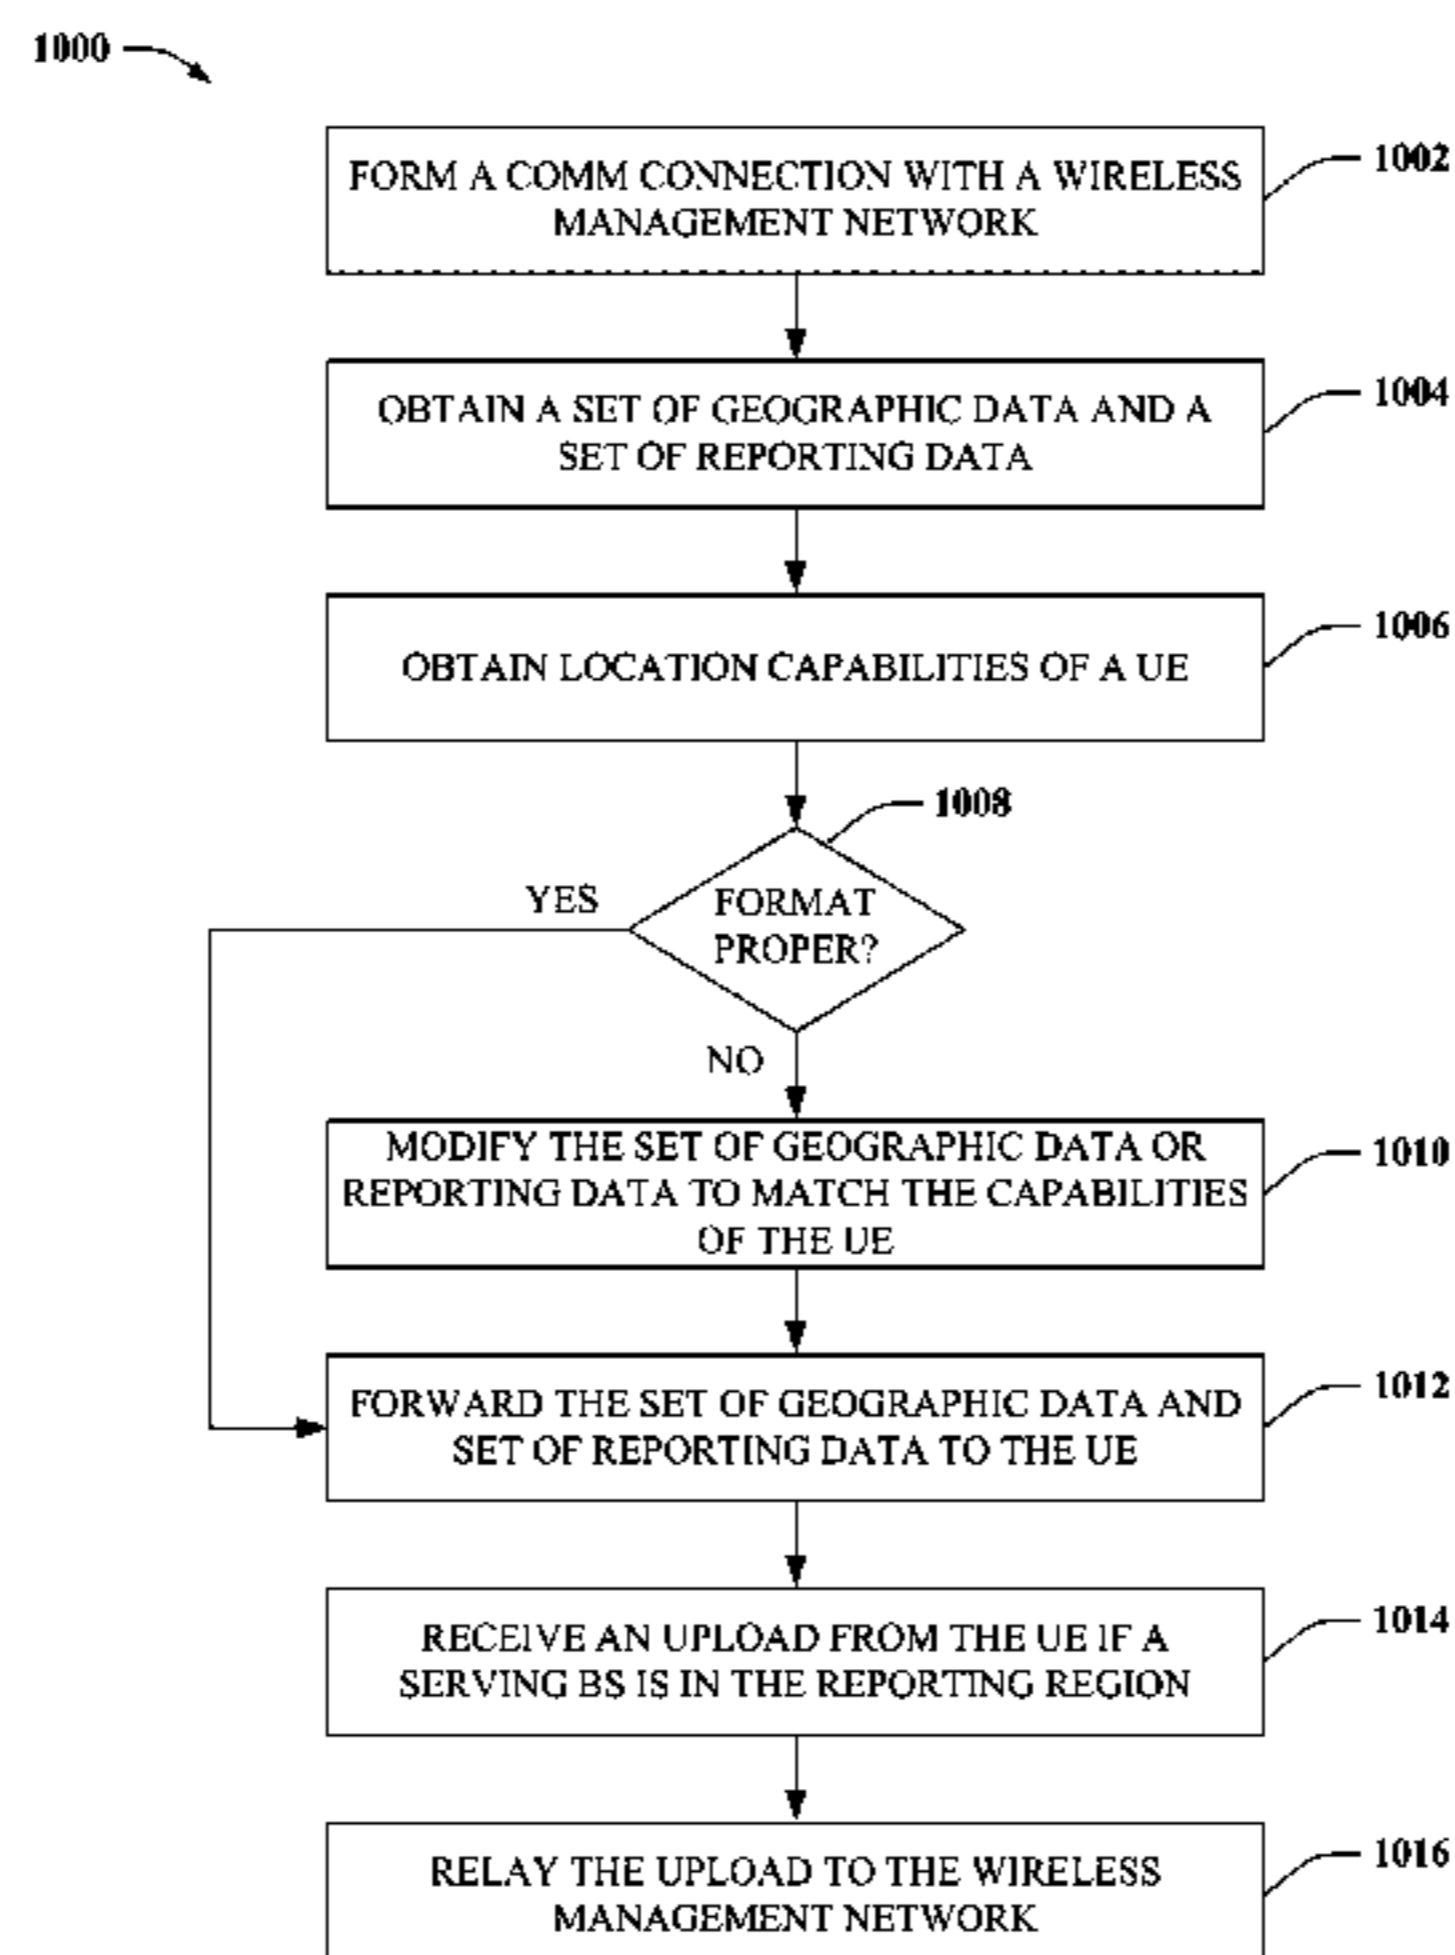 1000
FORM A COMM CONNECTION WITH A WIRELESS
MANAGEMENT NETWORK
1002
OBTAIN A SET OF GEOGRAPHIC DATA AND A
SET OF REPORTING DATA
1004
OBTAIN LOCATION CAPABILITIES OF A UE
1006
1008
FORMAT
PROPER?
YES
NO
MODIFY THE SET OF GEOGRAPHIC DATA OR
REPORTING DATA TO MATCH THE CAPABILITIES
OF THE UE
1010
FORWARD THE SET OF GEOGRAPHIC DATA AND
SET OF REPORTING DATA TO THE UE
1012
RECEIVE AN UPLOAD FROM THE UE IF A
SERVING BS IS IN THE REPORTING REGION
1014
RELAY THE UPLOAD TO THE WIRELESS
MANAGEMENT NETWORK
1016